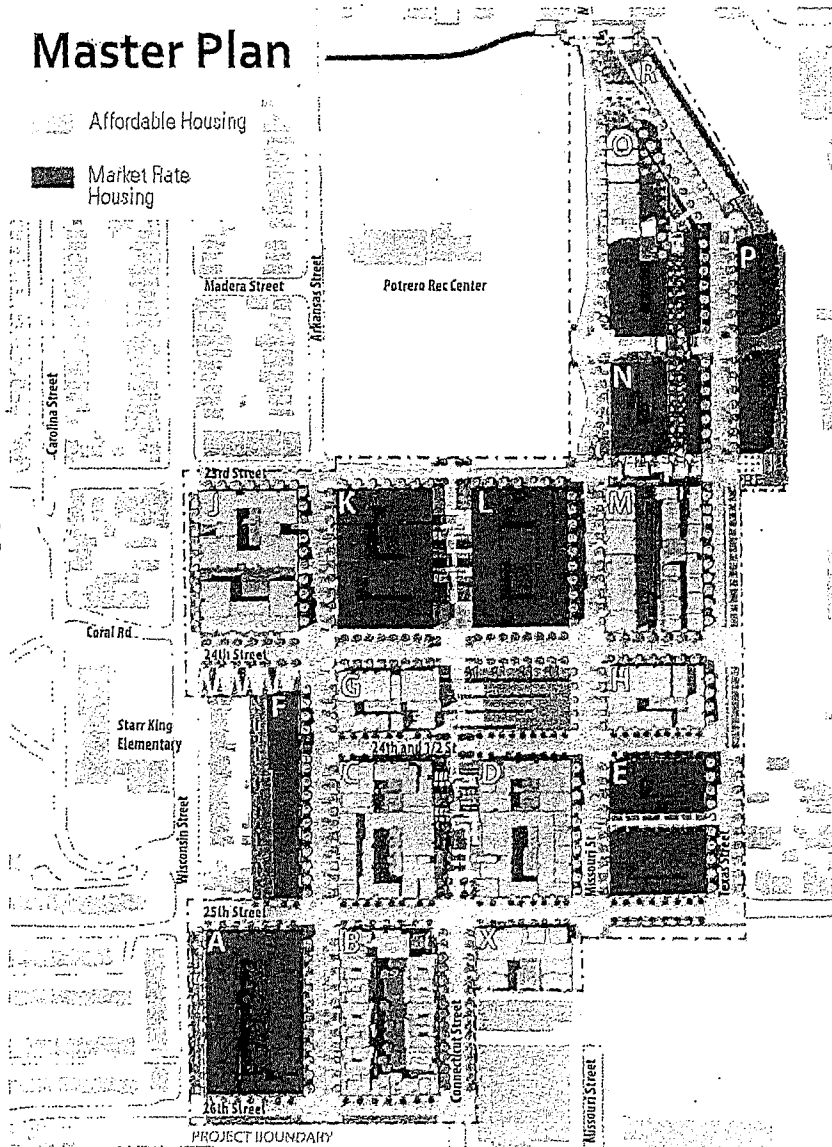 Master Plan
Affordable Housing
Market Rate
Housing
R
O
P
Madera Street
Arkansas Street
Potrero Rec Center
Carolina Street
N
23rd Street
J
K
L
M
Coral Rd
24th Street
G
H
F
Starr King
Elementary
24th and 1/2 St
C
D
E
Wisconsin Street
Missouri St
Texas Street
25th Street
A
B
X
Connecticut Street
Missouri Street
26th Street
PROJECT BOUNDARY